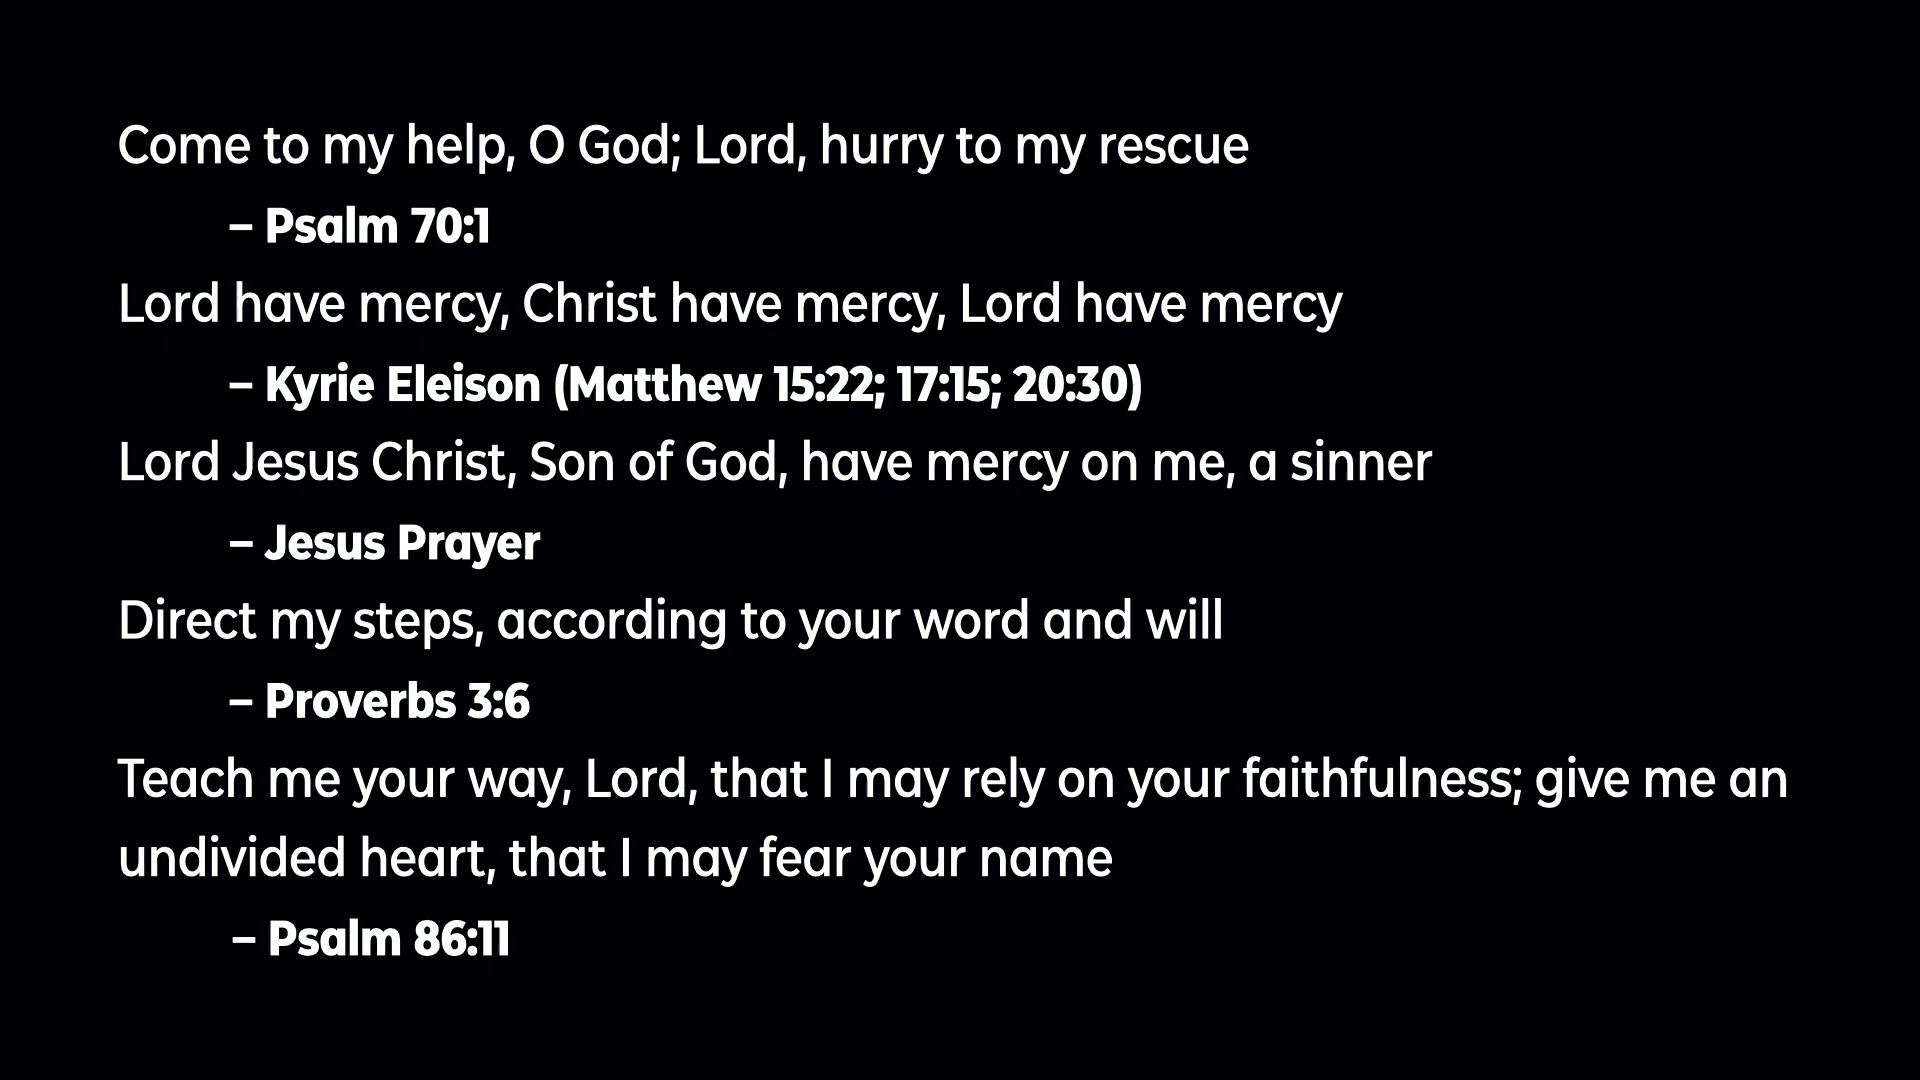 Come to my help, O God; Lord, hurry to my rescue
– Psalm 70:1
Lord have mercy, Christ have mercy, Lord have mercy
– Kyrie Eleison (Matthew 15:22; 17:15; 20:30)
Lord Jesus Christ, Son of God, have mercy on me, a sinner
– Jesus Prayer
Direct my steps, according to your word and will
– Proverbs 3:6
Teach me your way, Lord, that I may rely on your faithfulness; give me an
undivided heart, that I may fear your name
– Psalm 86:11